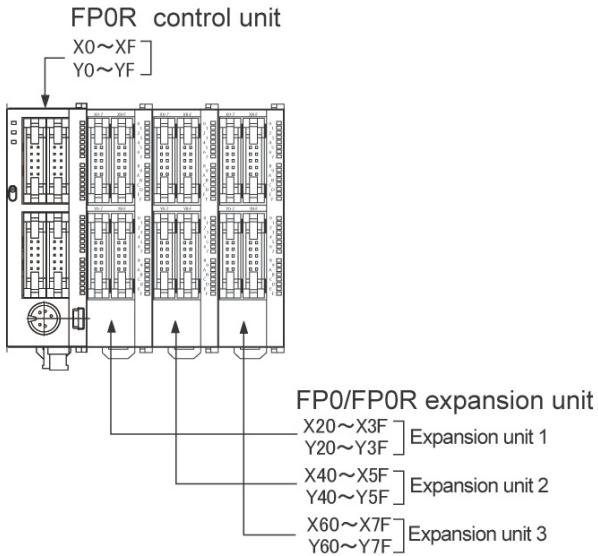 FP0R control unit
X0～XF
Y0～YF
FP0/FP0R expansion unit
X20～X3F
Y20～Y3F
Expansion unit 1
X40～X5F
Y40～Y5F
Expansion unit 2
X60～X7F
Y60～Y7F
Expansion unit 3